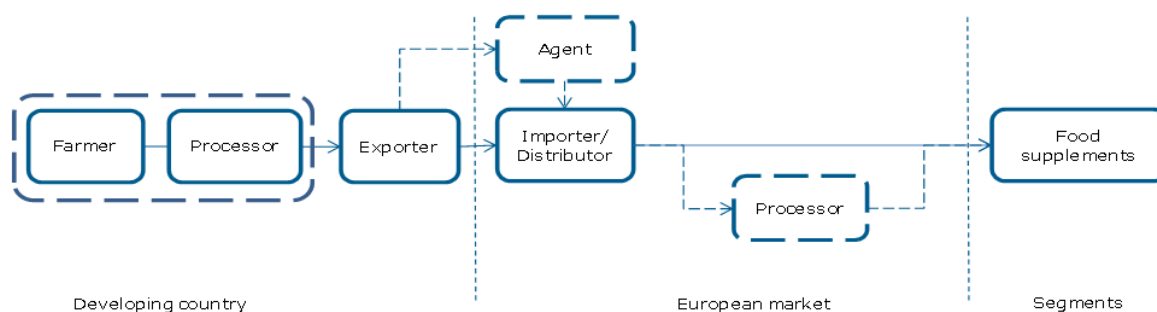 Agent
Farmer
Processor
Exporter
Importer/
Distributor
Food
supplements
Processor
Developing country
European market
Segments